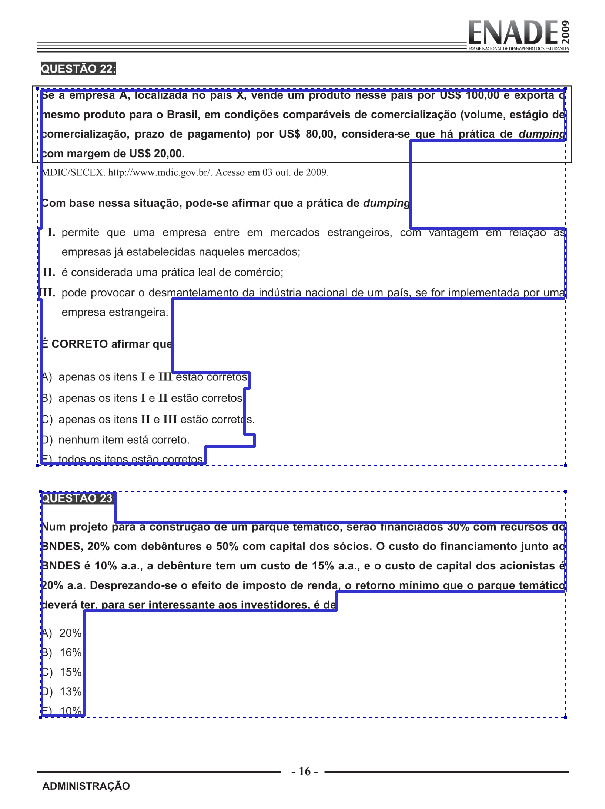 ENADE 2009
EXAME NACIONAL DE DESEMPENHO DOS ESTUDANTES
QUESTÃO 22:
Se a empresa A, localizada no país X, vende um produto nesse país por US$ 100,00 e exporta o
mesmo produto para o Brasil, em condições comparáveis de comercialização (volume, estágio de
comercialização, prazo de pagamento) por US$ 80,00, considera-se que há prática de dumping
com margem de US$ 20,00.
MDIC/SECEX. http://www.mdic.gov.br/. Acesso em 03 out. de 2009.
Com base nessa situação, pode-se afirmar que a prática de dumping
I. permite que uma empresa entre em mercados estrangeiros, com vantagem em relação às
empresas já estabelecidas naqueles mercados;
II. é considerada uma prática leal de comércio;
III. pode provocar o desmantelamento da indústria nacional de um país, se for implementada por uma
empresa estrangeira.
É CORRETO afirmar que
A) apenas os itens I e III estão corretos.
B) apenas os itens I e II estão corretos.
C) apenas os itens II e III estão corretos.
D) nenhum item está correto.
E) todos os itens estão corretos.
QUESTÃO 23:
Num projeto para a construção de um parque temático, serão financiados 30% com recursos do
BNDES, 20% com debêntures e 50% com capital dos sócios. O custo do financiamento junto ao
BNDES é 10% a.a., a debênture tem um custo de 15% a.a., e o custo de capital dos acionistas é
20% a.a. Desprezando-se o efeito de imposto de renda, o retorno mínimo que o parque temático
deverá ter, para ser interessante aos investidores, é de
A) 20%
B) 16%
C) 15%
D) 13%
E) 10%
- 16 -
ADMINISTRAÇÃO